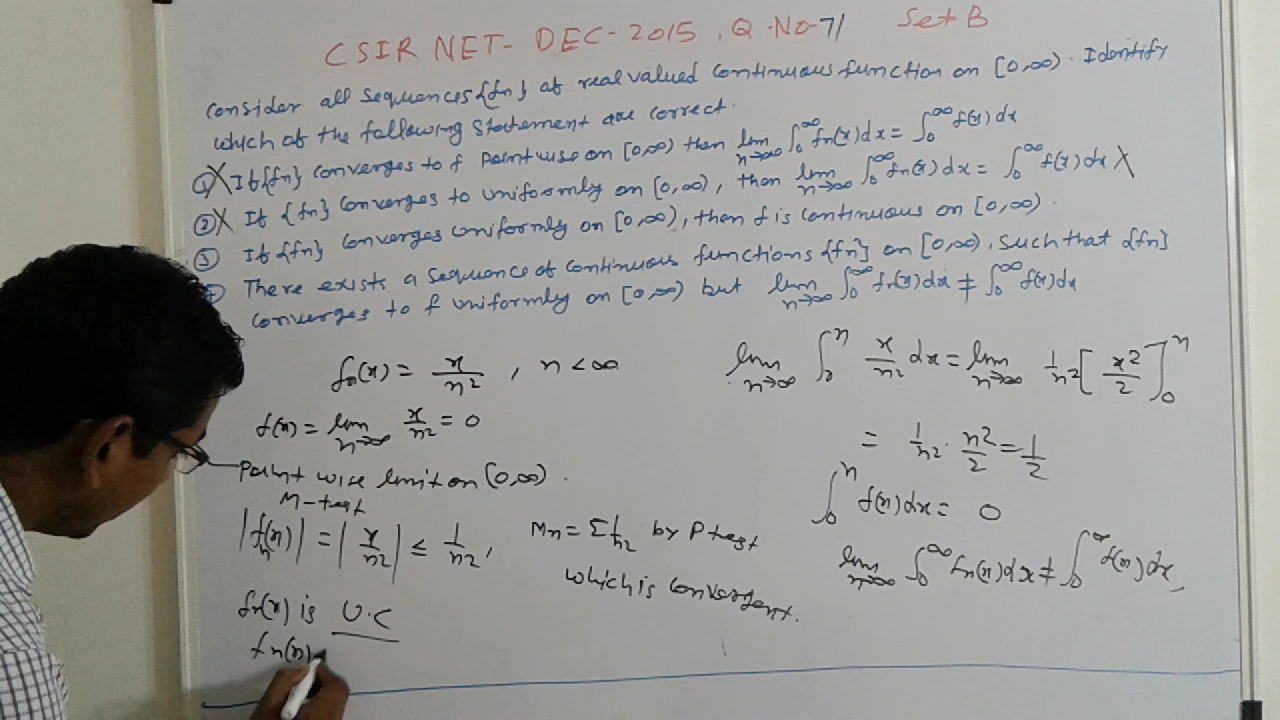 CSIR NET- DEC-2015 . Q.No-71 Set B
Consider all sequences {fn} of real valued continuous function on [0,∞). Identify
which of the following statement are correct.
① X If {fn} converges to f pointwise on [0,∞) then lim n→∞ ∫₀^∞ fn(x)dx = ∫₀^∞ f(x)dx
② X If {fn} converges to uniformly on [0,∞), then lim n→∞ ∫₀^∞ fn(x)dx = ∫₀^∞ f(x)dx X
③ If {fn} converges uniformly on [0,∞), then f is continuous on [0,∞).
There exists a sequence of continuous functions {fn} on [0,∞). such that {fn}
converges to f uniformly on [0,∞) but lim n→∞ ∫₀^∞ fn(x)dx ≠ ∫₀^∞ f(x)dx
fn(x) = x/n², n<∞
f(x) = lim n→∞ x/n² = 0
Point wise limit on [0,∞).
M-test
|fn(x)| = |x/n²| ≤ 1/n²,
Mn = Σ1/n² by P test
which is convergent.
fn(x) is U.C
fn(x)
lim n→∞ ∫₀^n x/n² dx = lim n→∞ 1/n² [x²/2]₀^n
= 1/n² . n²/2 = 1/2
∫₀^n f(x)dx = 0
lim n→∞ ∫₀^∞ fn(x)dx ≠ ∫₀^∞ f(x)dx,